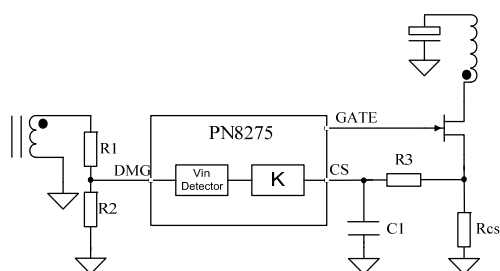 GATE
PN8275
R1
DMG
CS
R3
Vin
Detector
K
R2
C1
Rcs